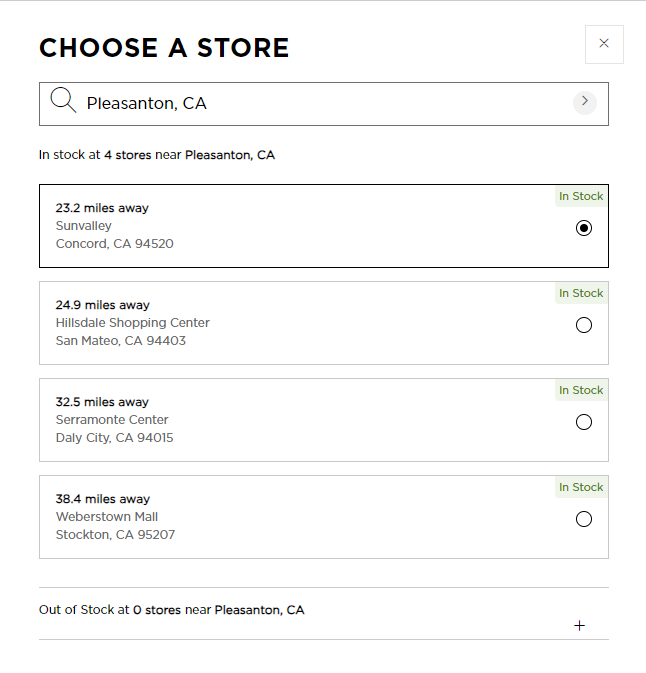 CHOOSE A STORE
Pleasanton, CA
In stock at 4 stores near Pleasanton, CA
In Stock
23.2 miles away
Sunvalley
Concord, CA 94520
In Stock
24.9 miles away
Hillsdale Shopping Center
San Mateo, CA 94403
In Stock
32.5 miles away
Serramonte Center
Daly City, CA 94015
In Stock
38.4 miles away
Weberstown Mall
Stockton, CA 95207
Out of Stock at 0 stores near Pleasanton, CA